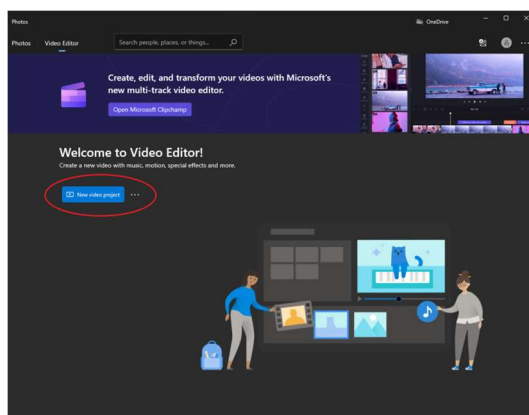 Photos
OneDrive
Photos Video Editor
Search people, places, or things...
Create, edit, and transform your videos with Microsoft's
new multi-track video editor.
Open Microsoft Clipchamp
Welcome to Video Editor!
Create a new video with music, motion, special effects and more.
New video project